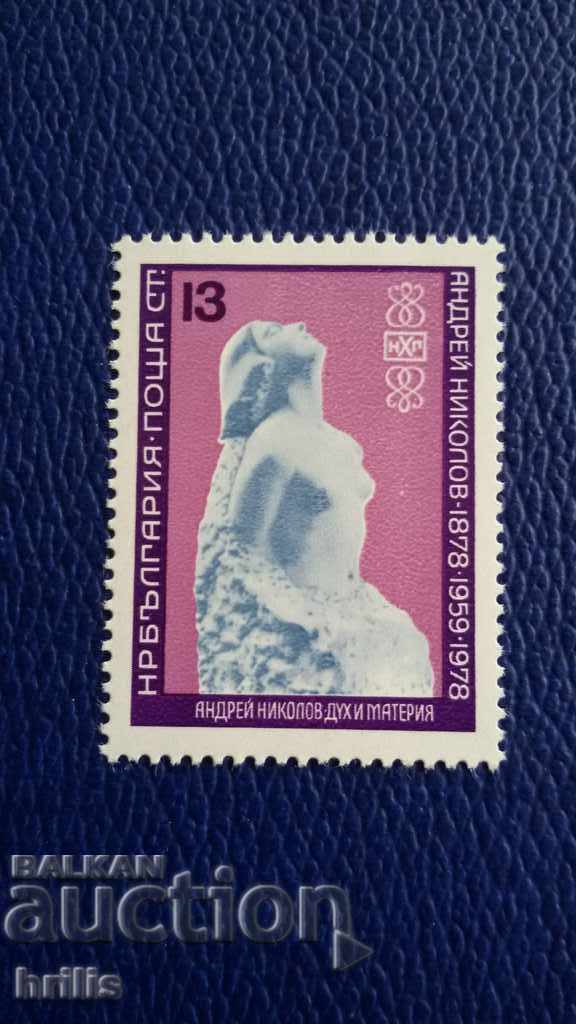 13
СТ.
НРБЪЛГАРИЯ·ПОЩА
НХГ
АНДРЕЙ НИКОЛОВ·1878·1959·1978
АНДРЕЙ НИКОЛОВ·ДУХ И МАТЕРИЯ
BALKAN
auction
hrilis